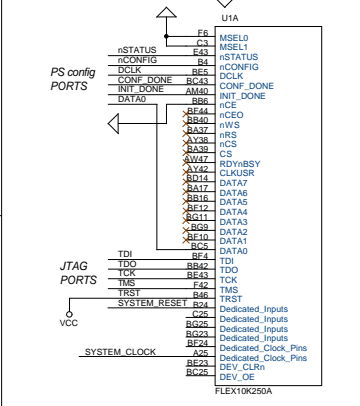 U1A
F6 MSEL0
C3 MSEL1
nSTATUS E43 nSTATUS
nCONFIG B4 nCONFIG
PS config
PORTS
DCLK BE5 DCLK
CONF_DONE BC43 CONF_DONE
INIT_DONE AM40 INIT_DONE
DATA0 BB6 nCE
BF44 nCEO
BB40 nWS
BA37 nRS
AY38 nCS
BA39 CS
AW47 RDYnBSY
AY42 CLKUSR
BD14 DATA7
BA17 DATA6
BB16 DATA5
BF12 DATA4
BG11 DATA3
BG9 DATA2
BF10 DATA1
BC5 DATA0
TDI BF4 TDI
JTAG
PORTS
TDO BB42 TDO
TCK BE43 TCK
TMS F42 TMS
TRST B46 TRST
VCC
SYSTEM_RESET B24 Dedicated_Inputs
C25 Dedicated_Inputs
BG25 Dedicated_Inputs
BG23 Dedicated_Inputs
BF24 Dedicated_Clock_Pins
SYSTEM_CLOCK A25 Dedicated_Clock_Pins
BE23 DEV_CLRn
BC25 DEV_OE
FLEX10K250A